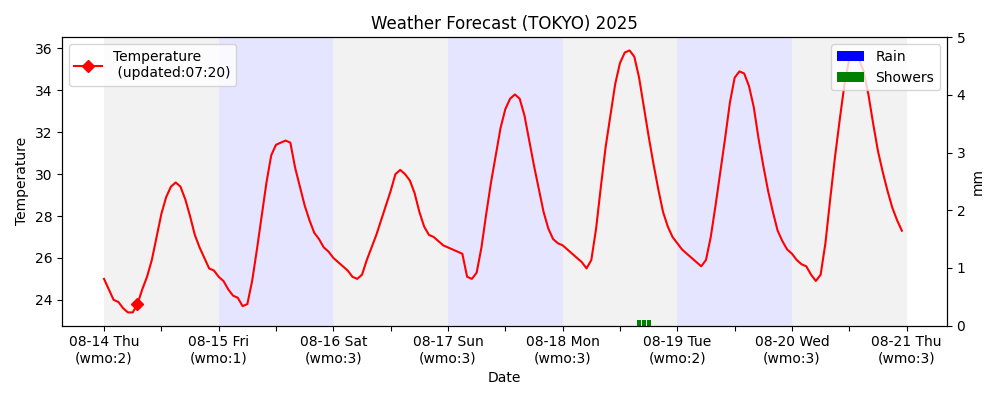 Weather Forecast (TOKYO) 2025
Temperature
(updated:07:20)
Rain
Showers
36
34
32
30
28
26
24
Temperature
5
4
3
2
1
0
mm
08-14 Thu
(wmo:2)
08-15 Fri
(wmo:1)
08-16 Sat
(wmo:3)
08-17 Sun
(wmo:3)
08-18 Mon
(wmo:3)
08-19 Tue
(wmo:2)
08-20 Wed
(wmo:3)
08-21 Thu
(wmo:3)
Date